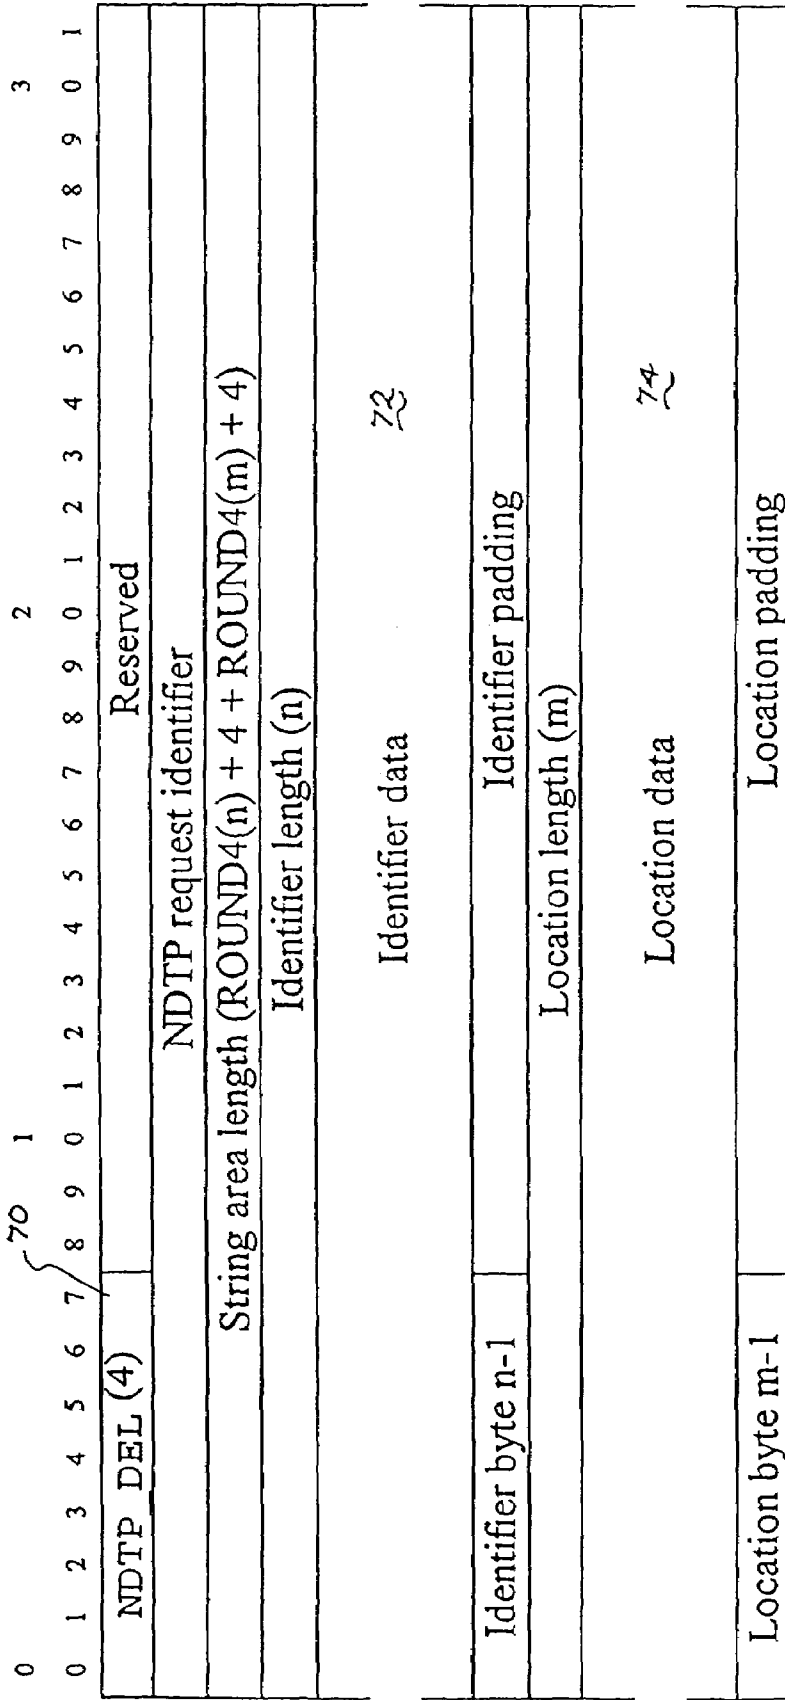 70
0 1 2 3
0 1 2 3 4 5 6 7 8 9 0 1 2 3 4 5 6 7 8 9 0 1 2 3 4 5 6 7 8 9 0 1
NDTP DEL (4) Reserved
NDTP request identifier
String area length (ROUND4(n) + 4 + ROUND4(m) + 4)
Identifier length (n)
Identifier data 72
Identifier byte n-1 Identifier padding
Location length (m)
Location data 74
Location byte m-1 Location padding